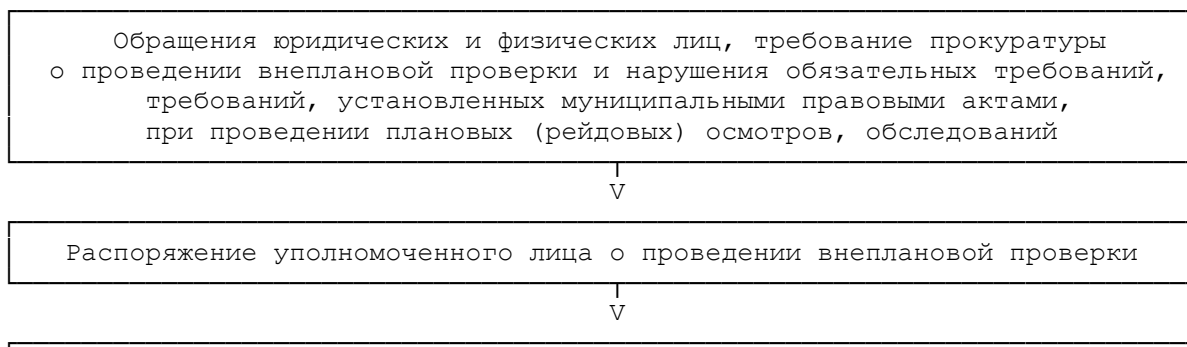 Обращения юридических и физических лиц, требование прокуратуры
о проведении внеплановой проверки и нарушения обязательных требований,
требований, установленных муниципальными правовыми актами,
при проведении плановых (рейдовых) осмотров, обследований
V
Распоряжение уполномоченного лица о проведении внеплановой проверки
V